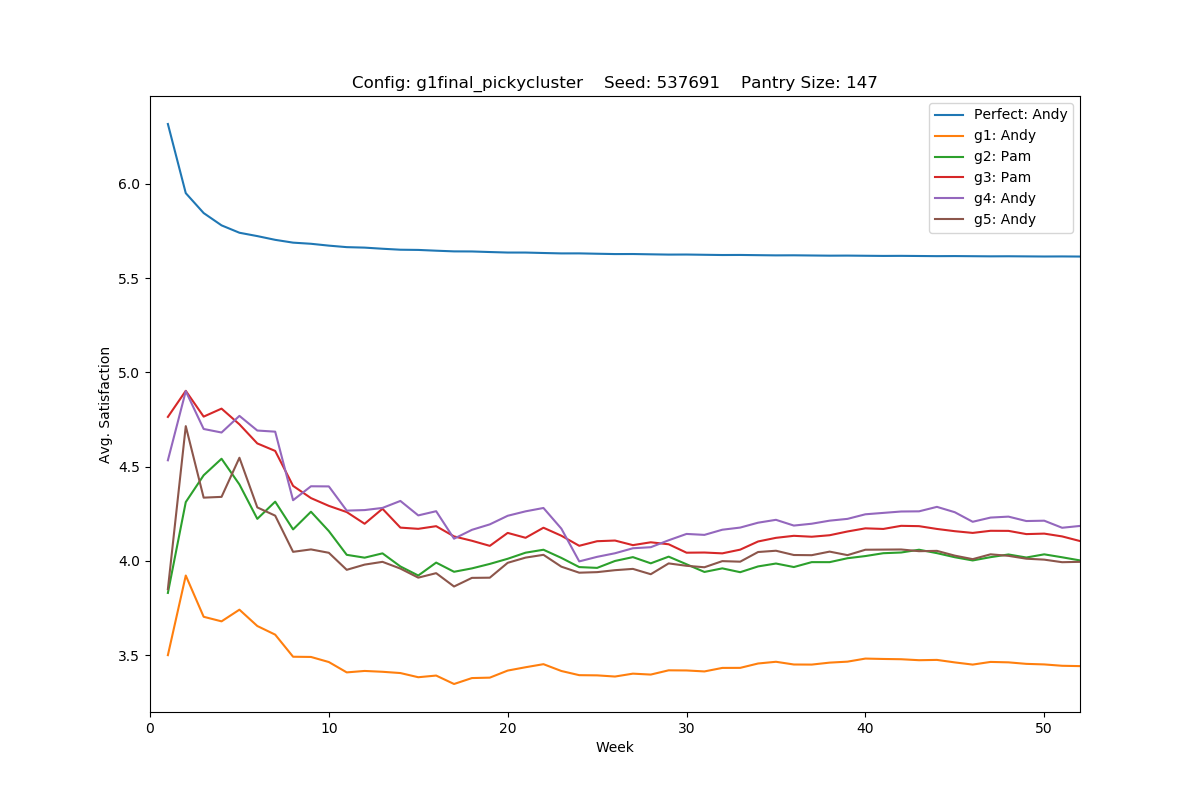 Config: g1final_pickycluster    Seed: 537691    Pantry Size: 147
Perfect: Andy
g1: Andy
g2: Pam
g3: Pam
g4: Andy
g5: Andy
Avg. Satisfaction
6.0
5.5
5.0
4.5
4.0
3.5
0 10 20 30 40 50
Week